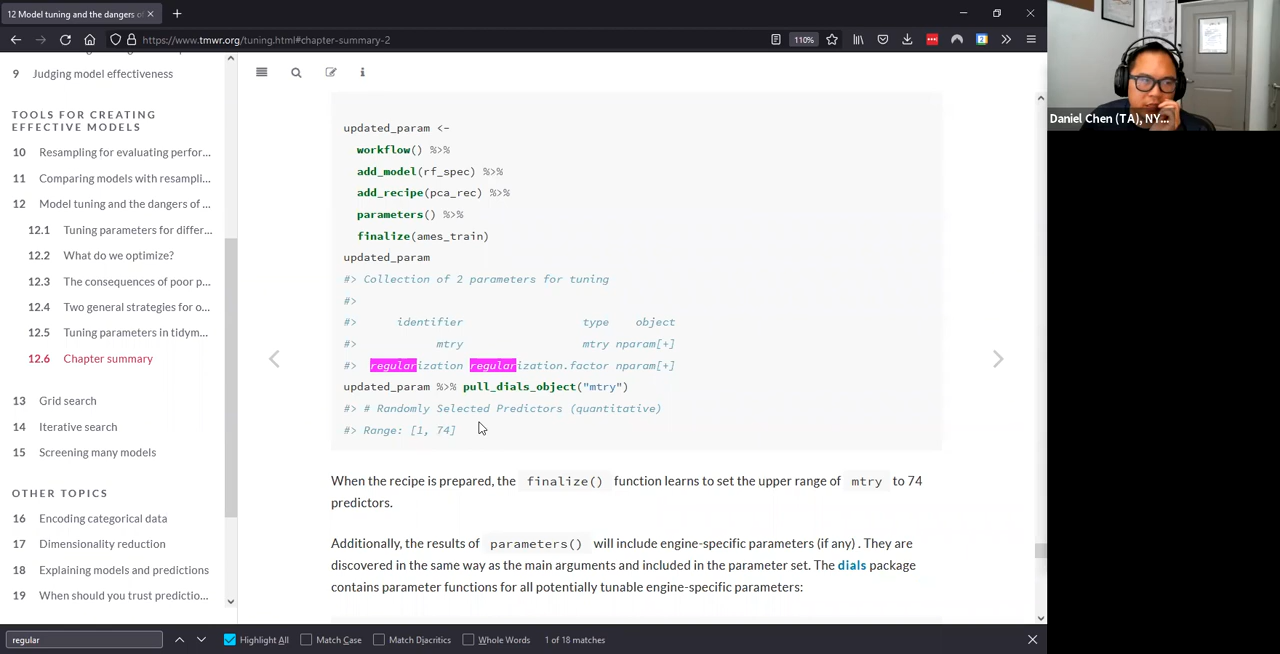 12 Model tuning and the dangers of
https://www.tmwr.org/tuning.html#chapter-summary-2
110%
9 Judging model effectiveness
TOOLS FOR CREATING
EFFECTIVE MODELS
10 Resampling for evaluating perfor...
11 Comparing models with resampli...
12 Model tuning and the dangers of ...
12.1 Tuning parameters for differ...
12.2 What do we optimize?
12.3 The consequences of poor p...
12.4 Two general strategies for o...
12.5 Tuning parameters in tidym...
12.6 Chapter summary
13 Grid search
14 Iterative search
15 Screening many models
OTHER TOPICS
16 Encoding categorical data
17 Dimensionality reduction
18 Explaining models and predictions
19 When should you trust predictio...
updated_param <-
workflow() %>%
add_model(rf_spec) %>%
add_recipe(pca_rec) %>%
parameters() %>%
finalize(ames_train)
updated_param
#> Collection of 2 parameters for tuning
#>
#> identifier type object
#> mtry mtry nparam[+]
#> regularization regularization.factor nparam[+]
updated_param %>% pull_dials_object("mtry")
#> # Randomly Selected Predictors (quantitative)
#> Range: [1, 74]
When the recipe is prepared, the finalize() function learns to set the upper range of mtry to 74
predictors.
Additionally, the results of parameters() will include engine-specific parameters (if any) . They are
discovered in the same way as the main arguments and included in the parameter set. The dials package
contains parameter functions for all potentially tunable engine-specific parameters:
regular
Highlight All Match Case Match Diacritics Whole Words 1 of 18 matches
Daniel Chen (TA), NY...